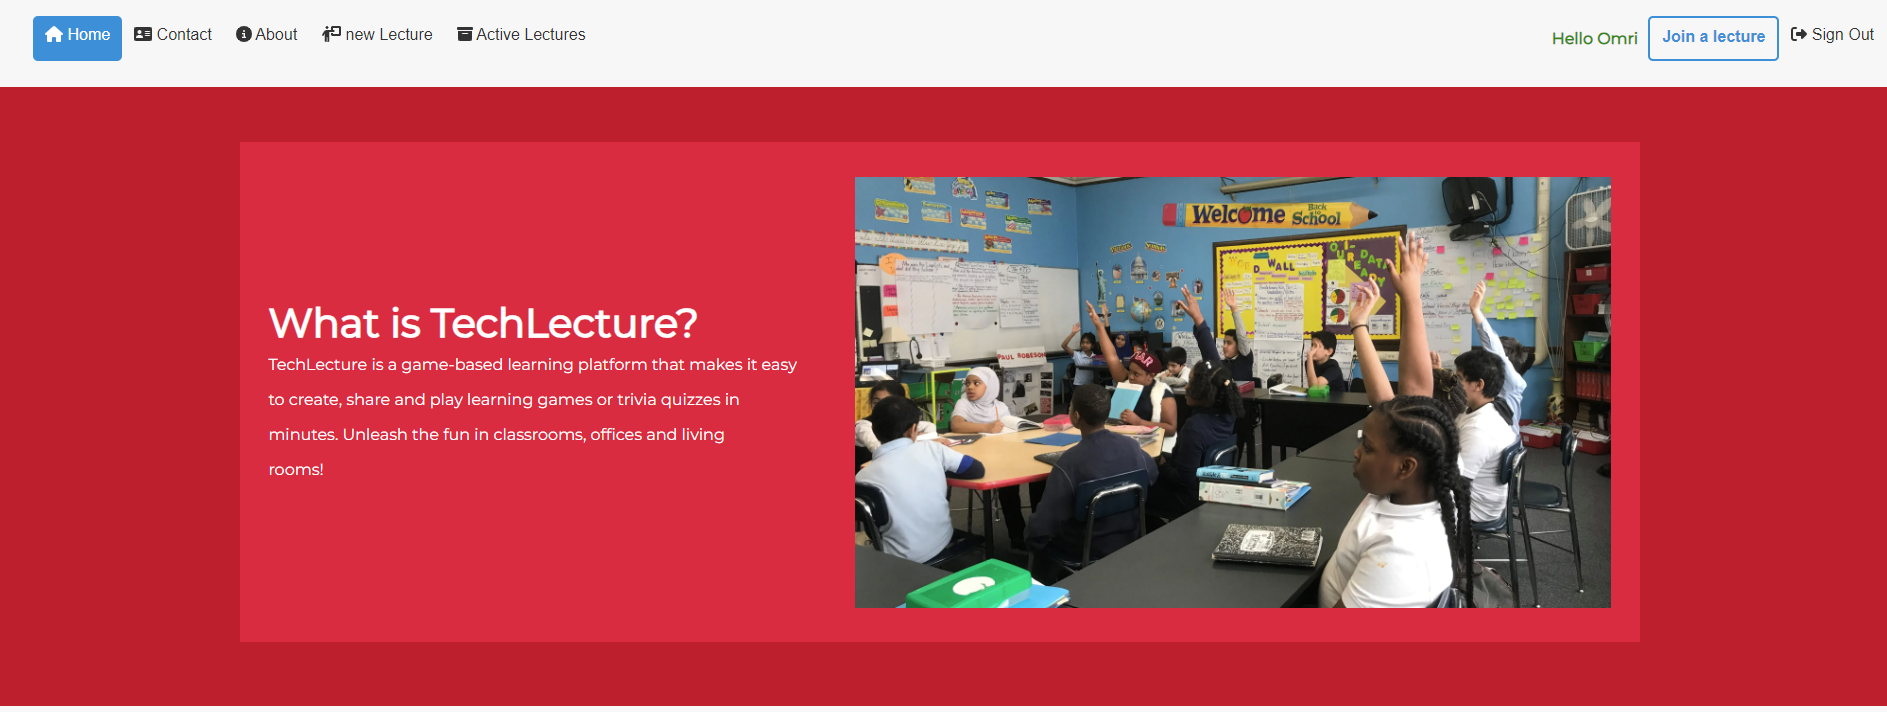 Home Contact About new Lecture Active Lectures Hello Omri Join a lecture Sign Out
What is TechLecture?
TechLecture is a game-based learning platform that makes it easy
to create, share and play learning games or trivia quizzes in
minutes. Unleash the fun in classrooms, offices and living
rooms!
Welcome Back to School
WORD WALL
PAUL ROBESON